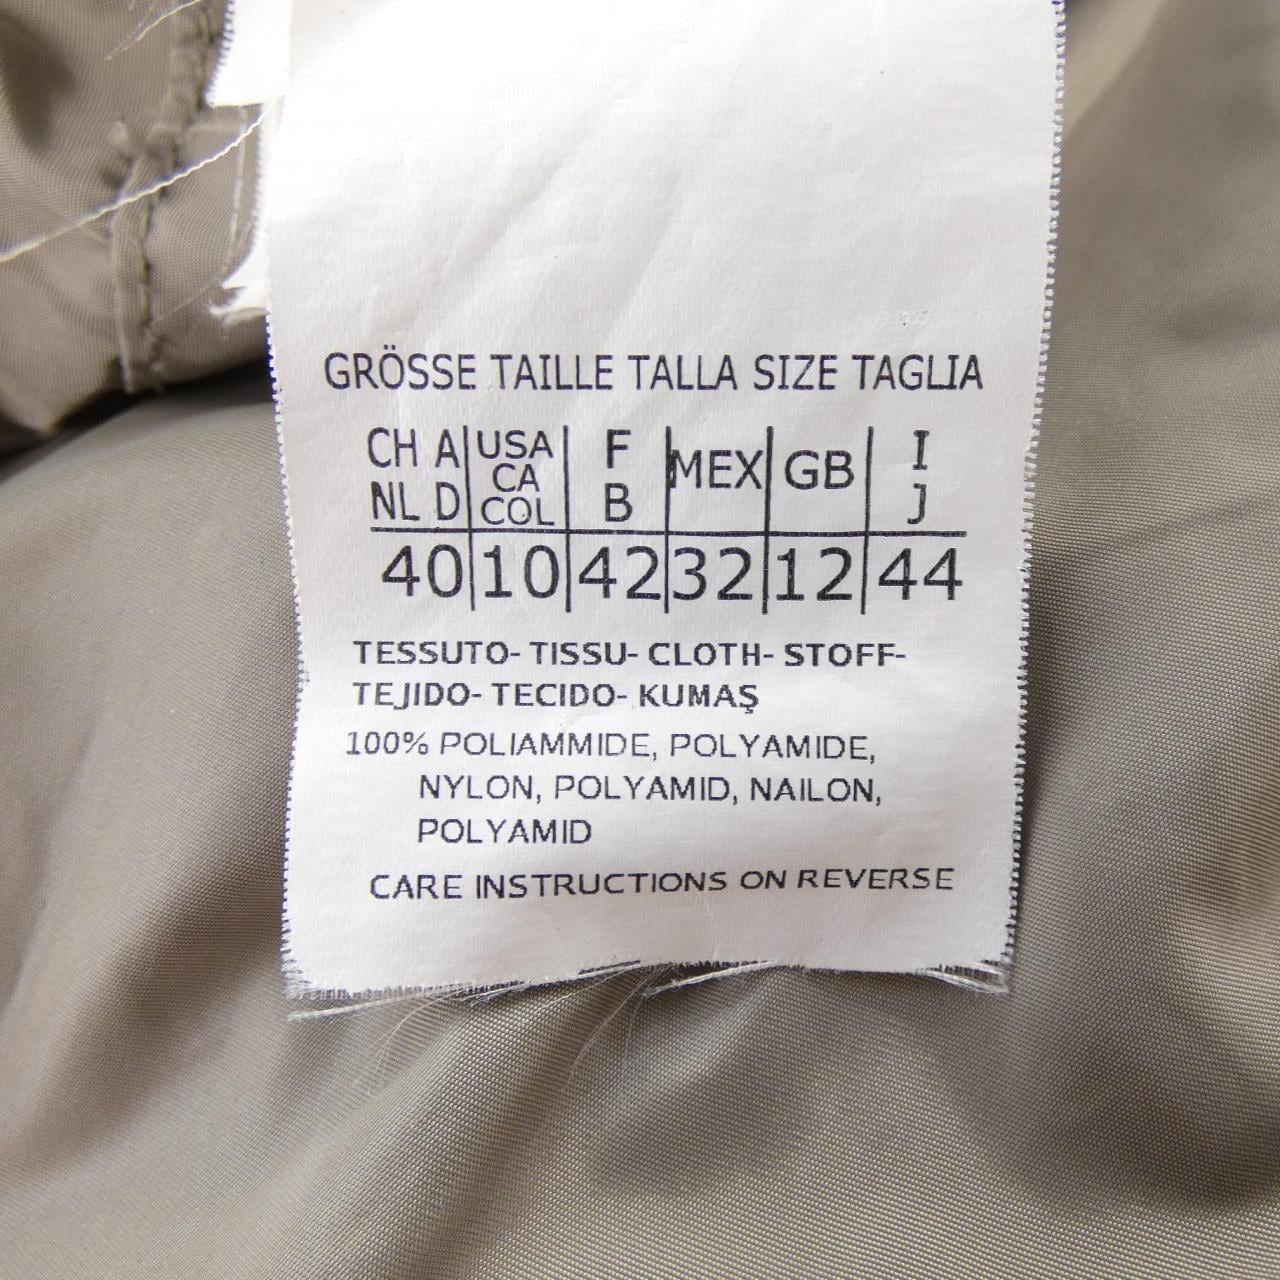 GRÖSSE TAILLE TALLA SIZE TAGLIA
CH A USA F MEX GB I
NL D CA B J
COL
40 10 42 32 12 44
TESSUTO- TISSU- CLOTH- STOFF-
TEJIDO- TECIDO- KUMAŞ
100% POLIAMMIDE, POLYAMIDE,
NYLON, POLYAMID, NAILON,
POLYAMID
CARE INSTRUCTIONS ON REVERSE